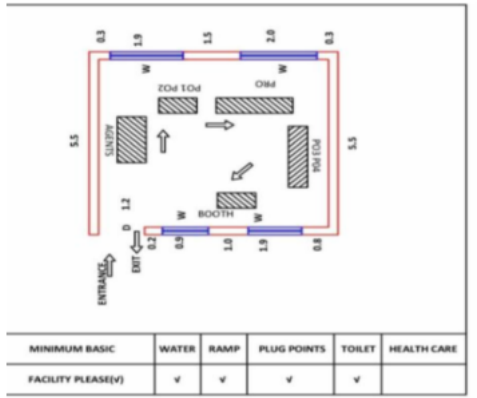 0.3 1.9 1.5 2.0 0.3
W W
PO1 PO2 PRO
5.5 AGENTS PO3 PO4 5.5
1.2
D W BOOTH W
0.2 0.9 1.0 1.9 0.8
ENTRANCE EXIT
MINIMUM BASIC WATER RAMP PLUG POINTS TOILET HEALTH CARE
FACILITY PLEASE(√) √ √ √ √